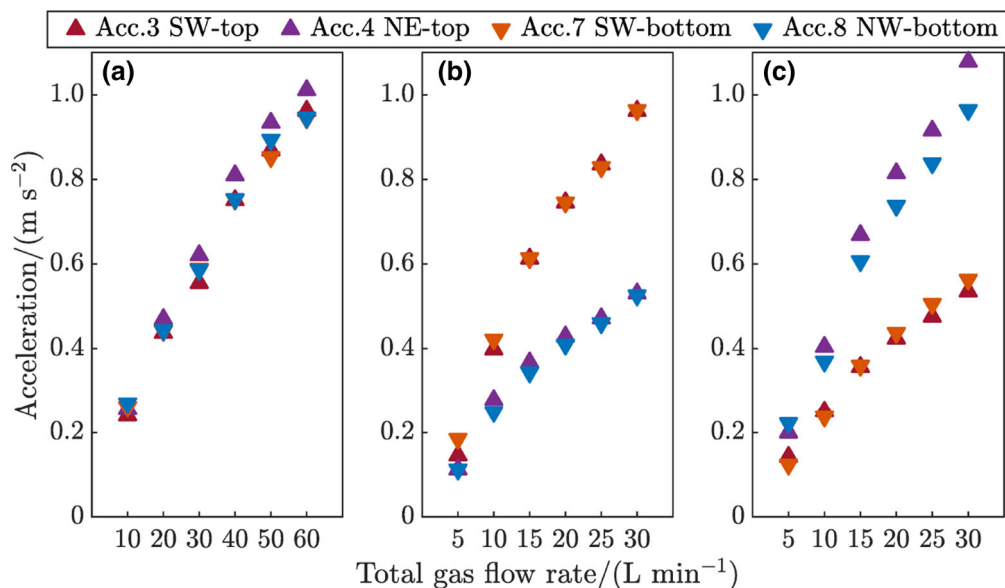 Acc.3 SW-top Acc.4 NE-top Acc.7 SW-bottom Acc.8 NW-bottom
(a) (b) (c)
Acceleration/(m s⁻²)
1.0 1.0 1.0
0.8 0.8 0.8
0.6 0.6 0.6
0.4 0.4 0.4
0.2 0.2 0.2
0 0 0
10 20 30 40 50 60 5 10 15 20 25 30 5 10 15 20 25 30
Total gas flow rate/(L min⁻¹)